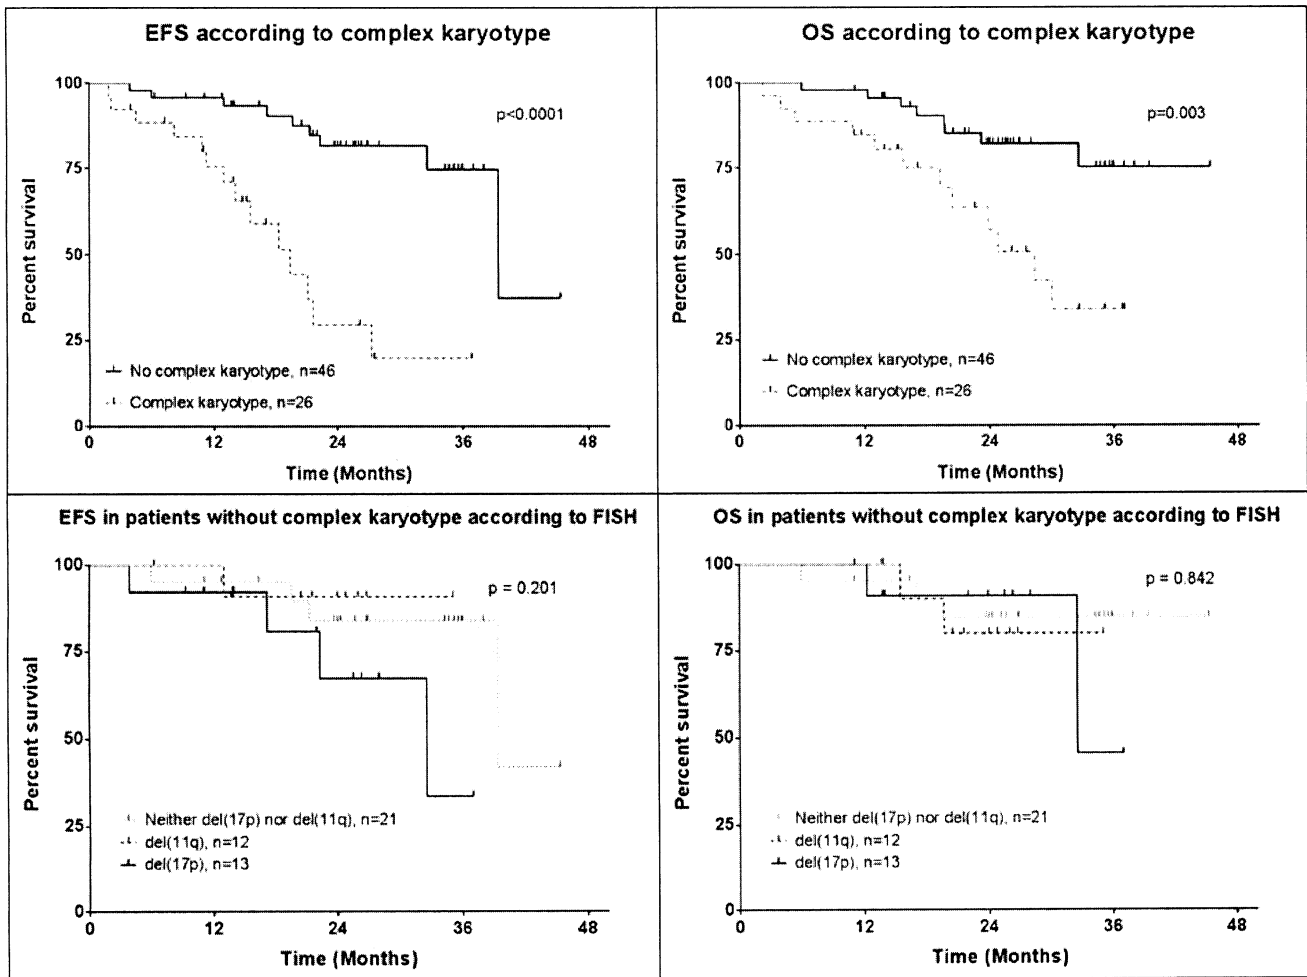 EFS according to complex karyotype
100
75
50
25
0
Percent survival
p<0.0001
No complex karyotype, n=46
Complex karyotype, n=26
0 12 24 36 48
Time (Months)
OS according to complex karyotype
100
75
50
25
0
Percent survival
p=0.003
No complex karyotype, n=46
Complex karyotype, n=26
0 12 24 36 48
Time (Months)
EFS in patients without complex karyotype according to FISH
100
75
50
25
0
Percent survival
p = 0.201
Neither del(17p) nor del(11q), n=21
del(11q), n=12
del(17p), n=13
0 12 24 36 48
Time (Months)
OS in patients without complex karyotype according to FISH
100
75
50
25
0
Percent survival
p = 0.842
Neither del(17p) nor del(11q), n=21
del(11q), n=12
del(17p), n=13
0 12 24 36 48
Time (Months)